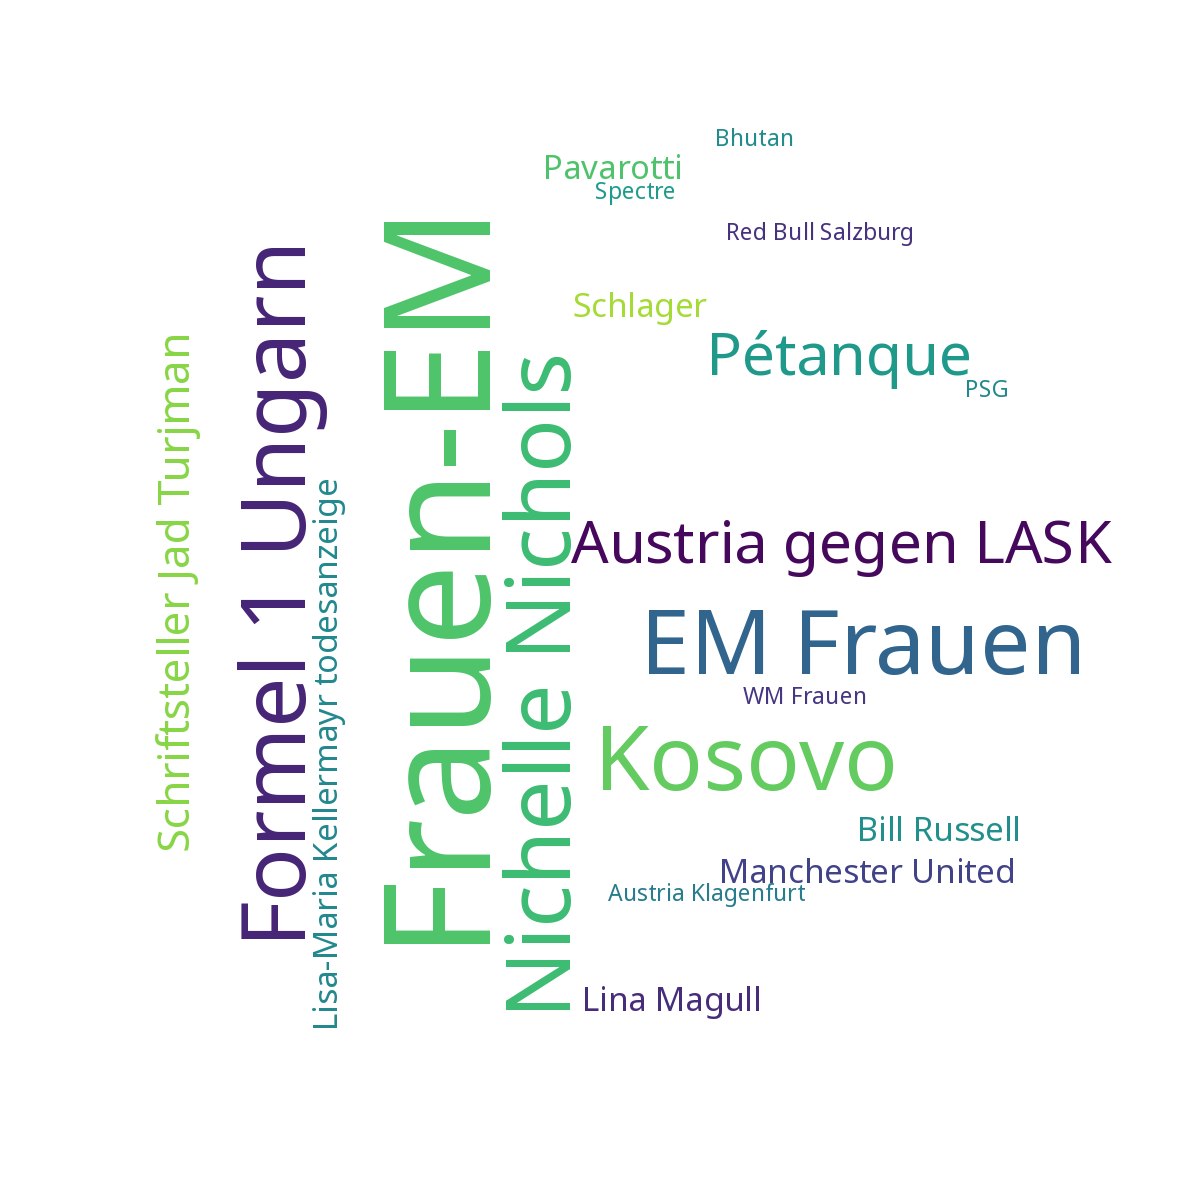 Bhutan
Pavarotti
Spectre
Red Bull Salzburg
Schlager
Pétanque
PSG
Schriftsteller Jad Turjman
Formel 1 Ungarn
Lisa-Maria Kellermayr todesanzeige
Frauen-EM
Nichelle Nichols
Austria gegen LASK
EM Frauen
WM Frauen
Kosovo
Bill Russell
Manchester United
Austria Klagenfurt
Lina Magull